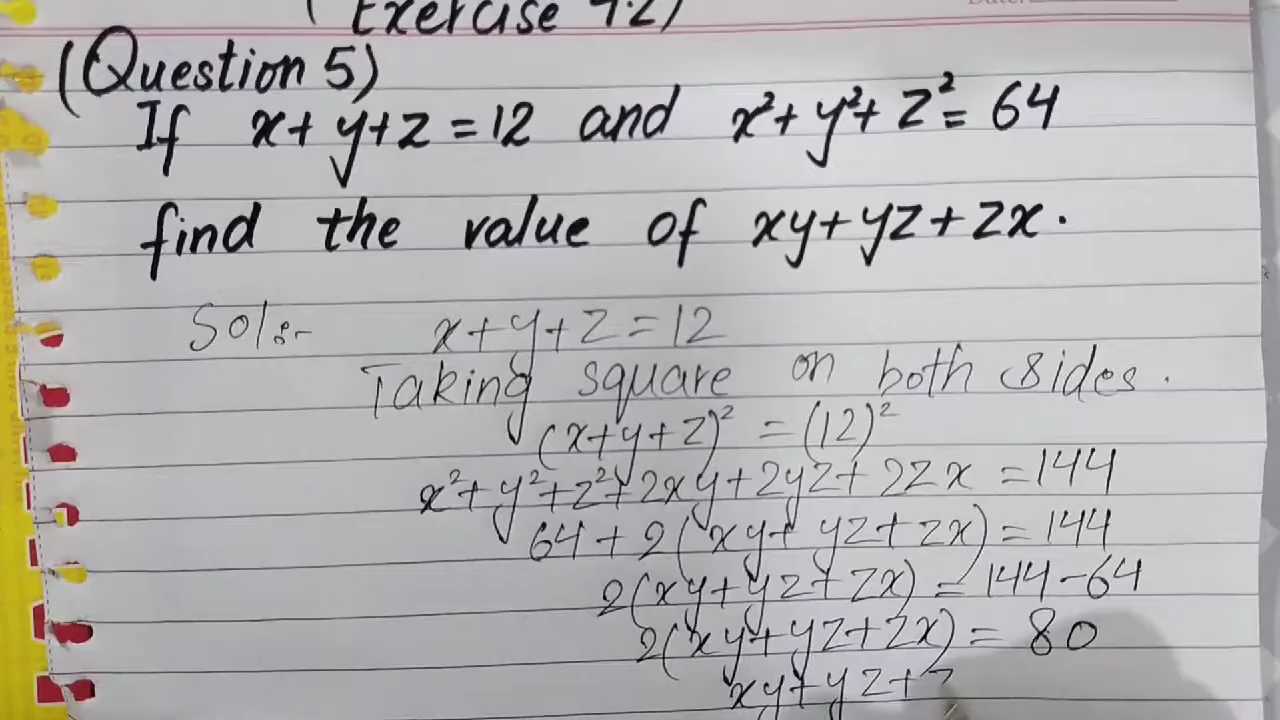 (Exercise 4.2)
(Question 5)
If x + y + z = 12 and x² + y² + z² = 64
find the value of xy + yz + zx.
Sol:- x + y + z = 12
Taking square on both sides.
(x + y + z)² = (12)²
x² + y² + z² + 2xy + 2yz + 2zx = 144
64 + 2(xy + yz + zx) = 144
2(xy + yz + zx) = 144 - 64
2(xy + yz + zx) = 80
xy + yz +